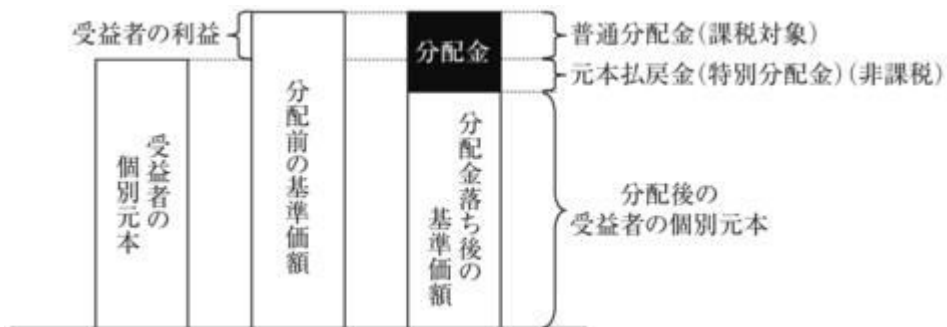 受益者の利益
分配金
普通分配金(課税対象)
元本払戻金(特別分配金)(非課税)
受益者の
個別元本
分配前の基準価額
分配金落ち後の
基準価額
分配後の
受益者の個別元本